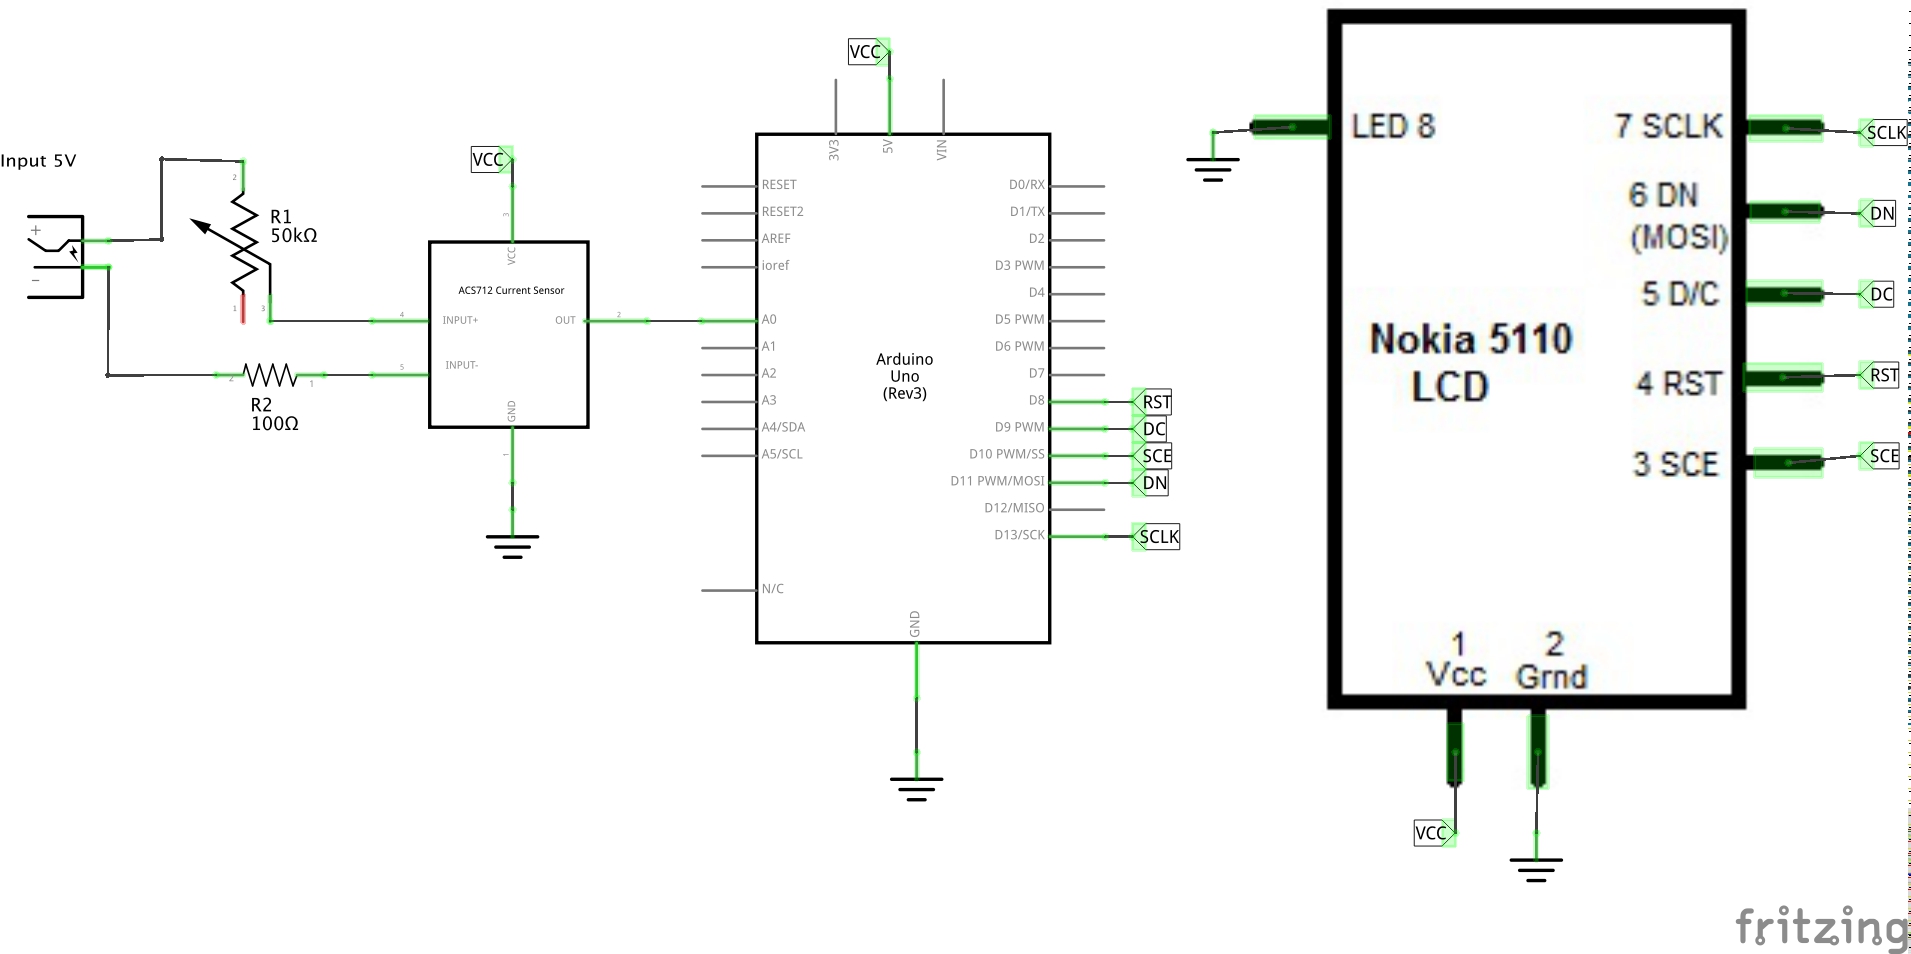 Input 5V
+
−
2
R1
50kΩ
1
3
2
1
R2
100Ω
VCC
3
VCC
ACS712 Current Sensor
4
INPUT+
OUT
2
5
INPUT-
GND
1
VCC
3V3
5V
VIN
RESET
RESET2
AREF
ioref
A0
A1
A2
A3
A4/SDA
A5/SCL
N/C
Arduino
Uno
(Rev3)
D0/RX
D1/TX
D2
D3 PWM
D4
D5 PWM
D6 PWM
D7
D8
D9 PWM
D10 PWM/SS
D11 PWM/MOSI
D12/MISO
D13/SCK
GND
RST
DC
SCE
DN
SCLK
LED 8
7 SCLK
6 DN
(MOSI)
5 D/C
4 RST
3 SCE
Nokia 5110
LCD
1
Vcc
2
Grnd
SCLK
DN
DC
RST
SCE
VCC
fritzing